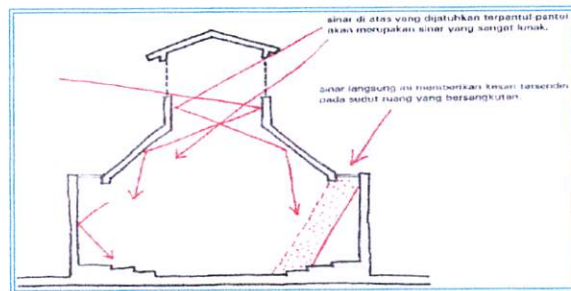 sinar di atas yang dijatuhkan terpantul pantul
akan merupakan sinar yang sangat lunak.
sinar langsung ini memberikan kesan tersendiri
pada sudut ruang yang bersangkutan.